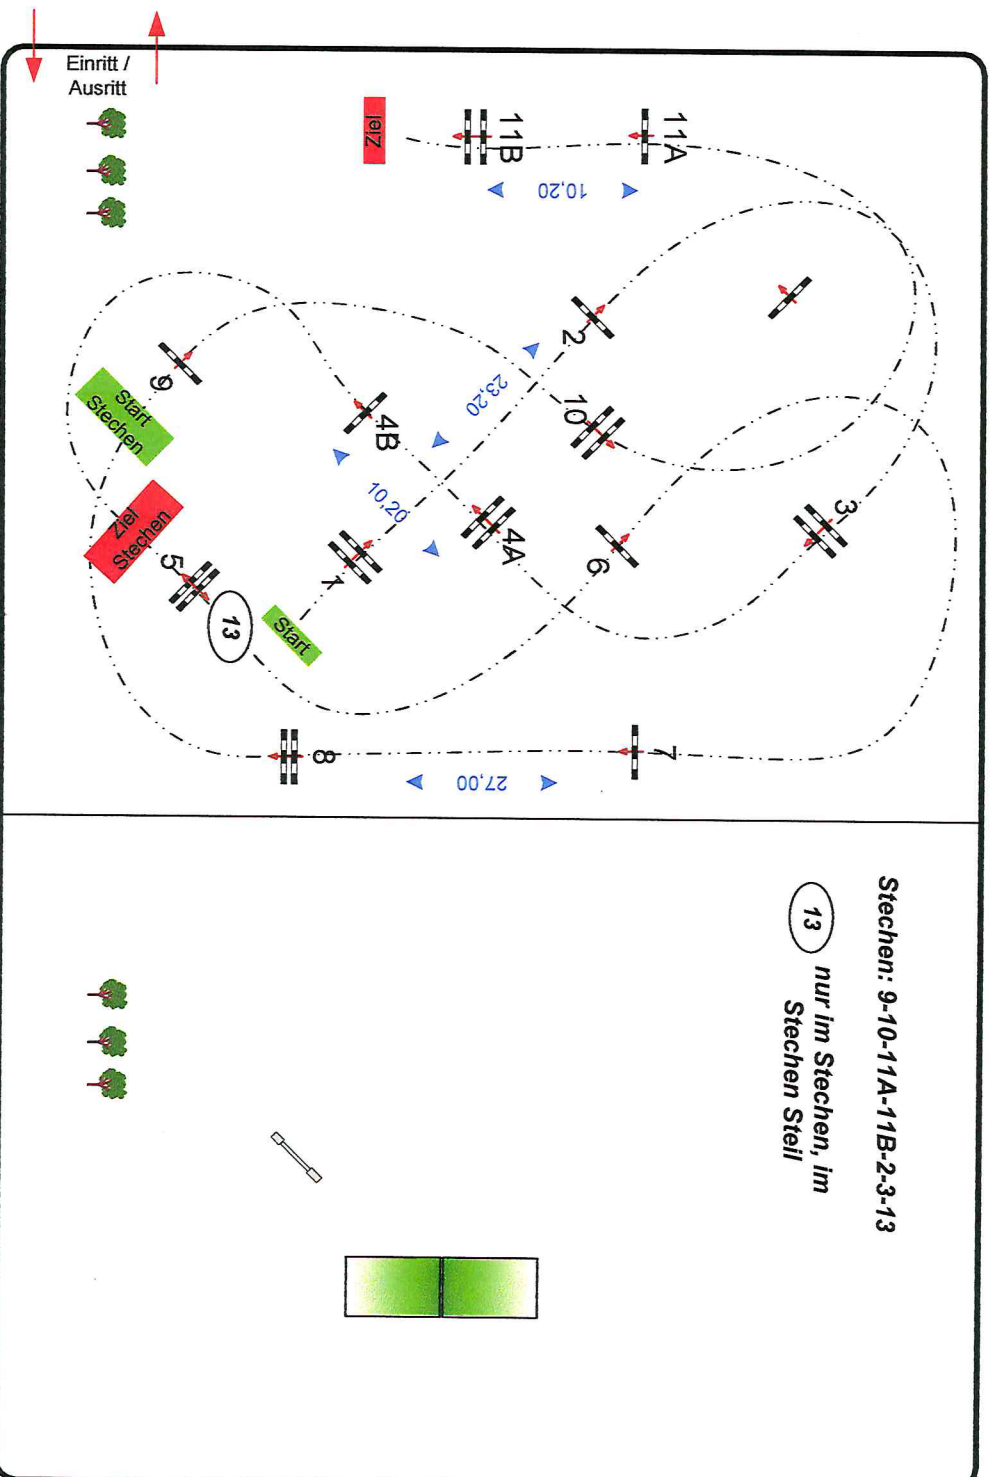 Einritt /
Ausritt
Ziel
11B
11A
10,20
2
23,20
9
Start
Stechen
4B
10
10,20
4A
3
6
1
Ziel
Stechen
5
13
Start
8
7
27,00
Stechen: 9-10-11A-11B-2-3-13
13 nur im Stechen, im
Stechen Steil